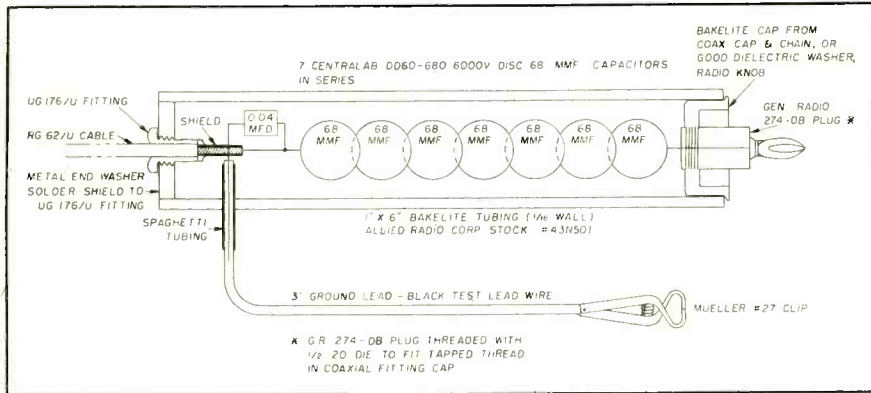 BAKELITE CAP FROM
COAX CAP & CHAIN, OR
GOOD DIELECTRIC WASHER,
RADIO KNOB
7 CENTRALAB DD60-680 6000V DISC 68 MMF CAPACITORS
IN SERIES
UG 176/U FITTING
SHIELD
0.04
MFD
GEN RADIO
274-DB PLUG *
RG 62/U CABLE
68
MMF
68
MMF
68
MMF
68
MMF
68
MMF
68
MMF
68
MMF
METAL END WASHER
SOLDER SHIELD TO
UG 176/U FITTING
SPAGHETTI
TUBING
1" X 6" BAKELITE TUBING (1/16 WALL)
ALLIED RADIO CORP STOCK #43N501
3" GROUND LEAD - BLACK TEST LEAD WIRE
MUELLER #27 CLIP
* G.R. 274-DB PLUG THREADED WITH
1/2 20 DIE TO FIT TAPPED THREAD
IN COAXIAL FITTING CAP